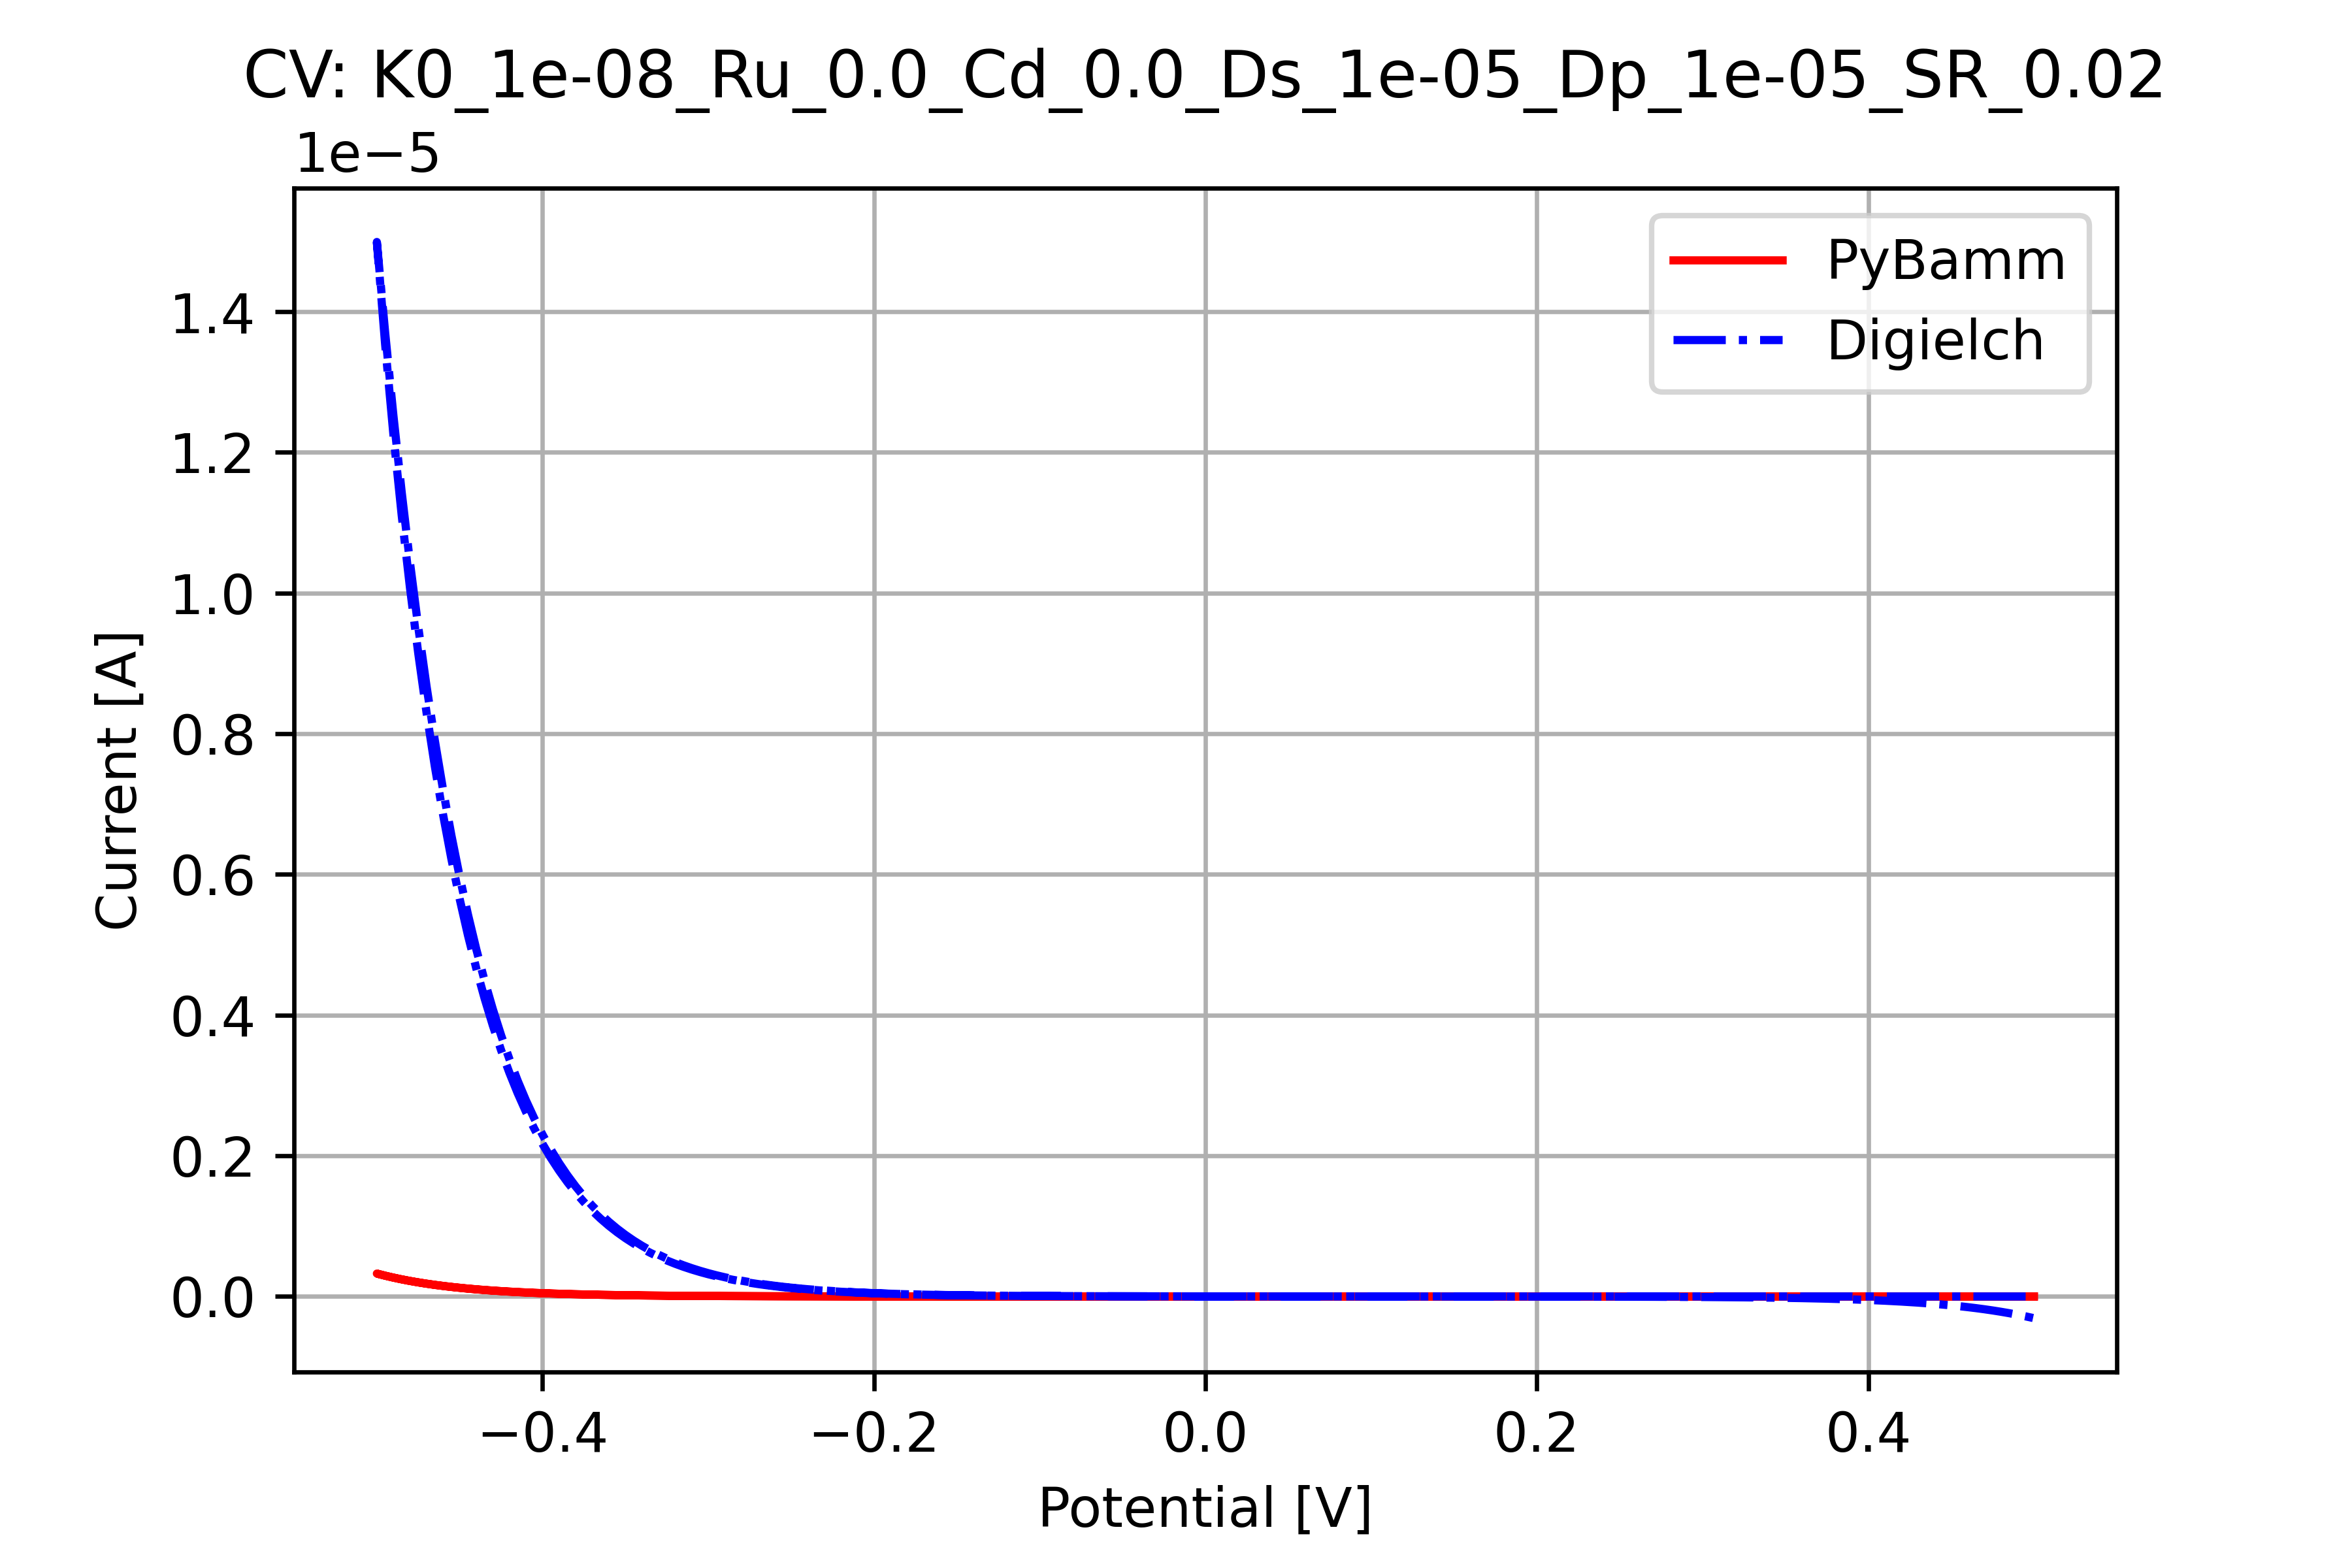 CV: K0_1e-08_Ru_0.0_Cd_0.0_Ds_1e-05_Dp_1e-05_SR_0.02
1e−5
PyBamm
Digielch
1.4
1.2
1.0
0.8
0.6
0.4
0.2
0.0
Current [A]
−0.4 −0.2 0.0 0.2 0.4
Potential [V]